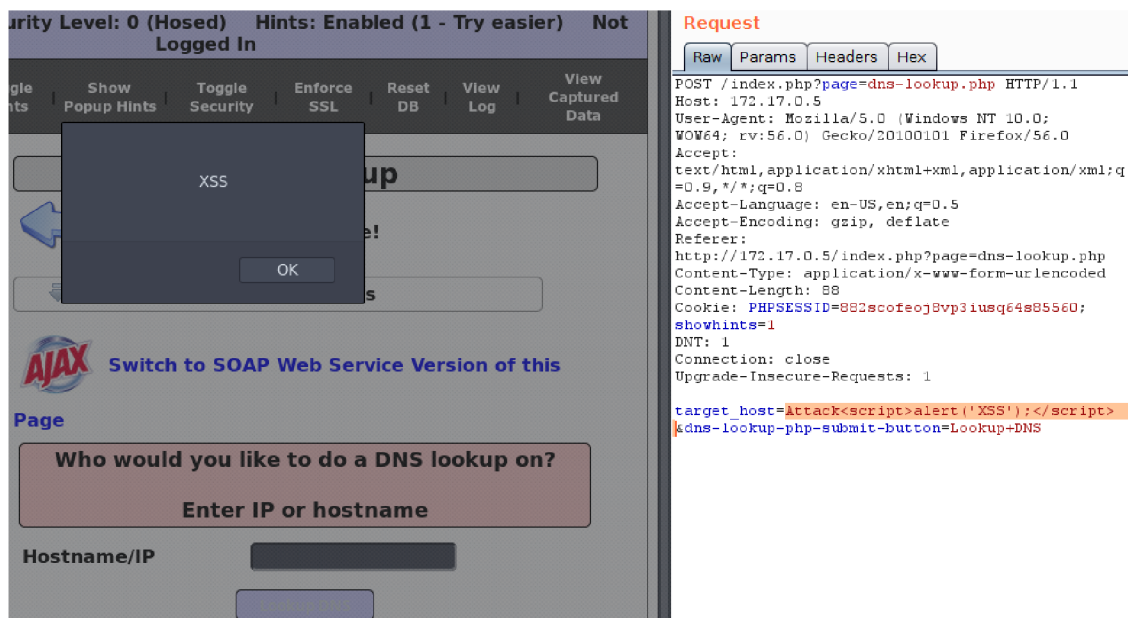 urity Level: 0 (Hosed) Hints: Enabled (1 - Try easier) Not
Logged In
gle
nts
Show
Popup Hints
Toggle
Security
Enforce
SSL
Reset
DB
View
Log
View
Captured
Data
up
XSS
e!
OK
s
AJAX
Switch to SOAP Web Service Version of this
Page
Who would you like to do a DNS lookup on?
Enter IP or hostname
Hostname/IP
Request
Raw Params Headers Hex
POST /index.php?page=dns-lookup.php HTTP/1.1
Host: 172.17.0.5
User-Agent: Mozilla/5.0 (Windows NT 10.0;
WOW64; rv:56.0) Gecko/20100101 Firefox/56.0
Accept:
text/html,application/xhtml+xml,application/xml;q
=0.9,*/*;q=0.8
Accept-Language: en-US,en;q=0.5
Accept-Encoding: gzip, deflate
Referer:
http://172.17.0.5/index.php?page=dns-lookup.php
Content-Type: application/x-www-form-urlencoded
Content-Length: 88
Cookie: PHPSESSID=882scofeoj8vp3iusq64s85560;
showhints=1
DNT: 1
Connection: close
Upgrade-Insecure-Requests: 1
target_host=Attack<script>alert('XSS');</script>
&dns-lookup-php-submit-button=Lookup+DNS